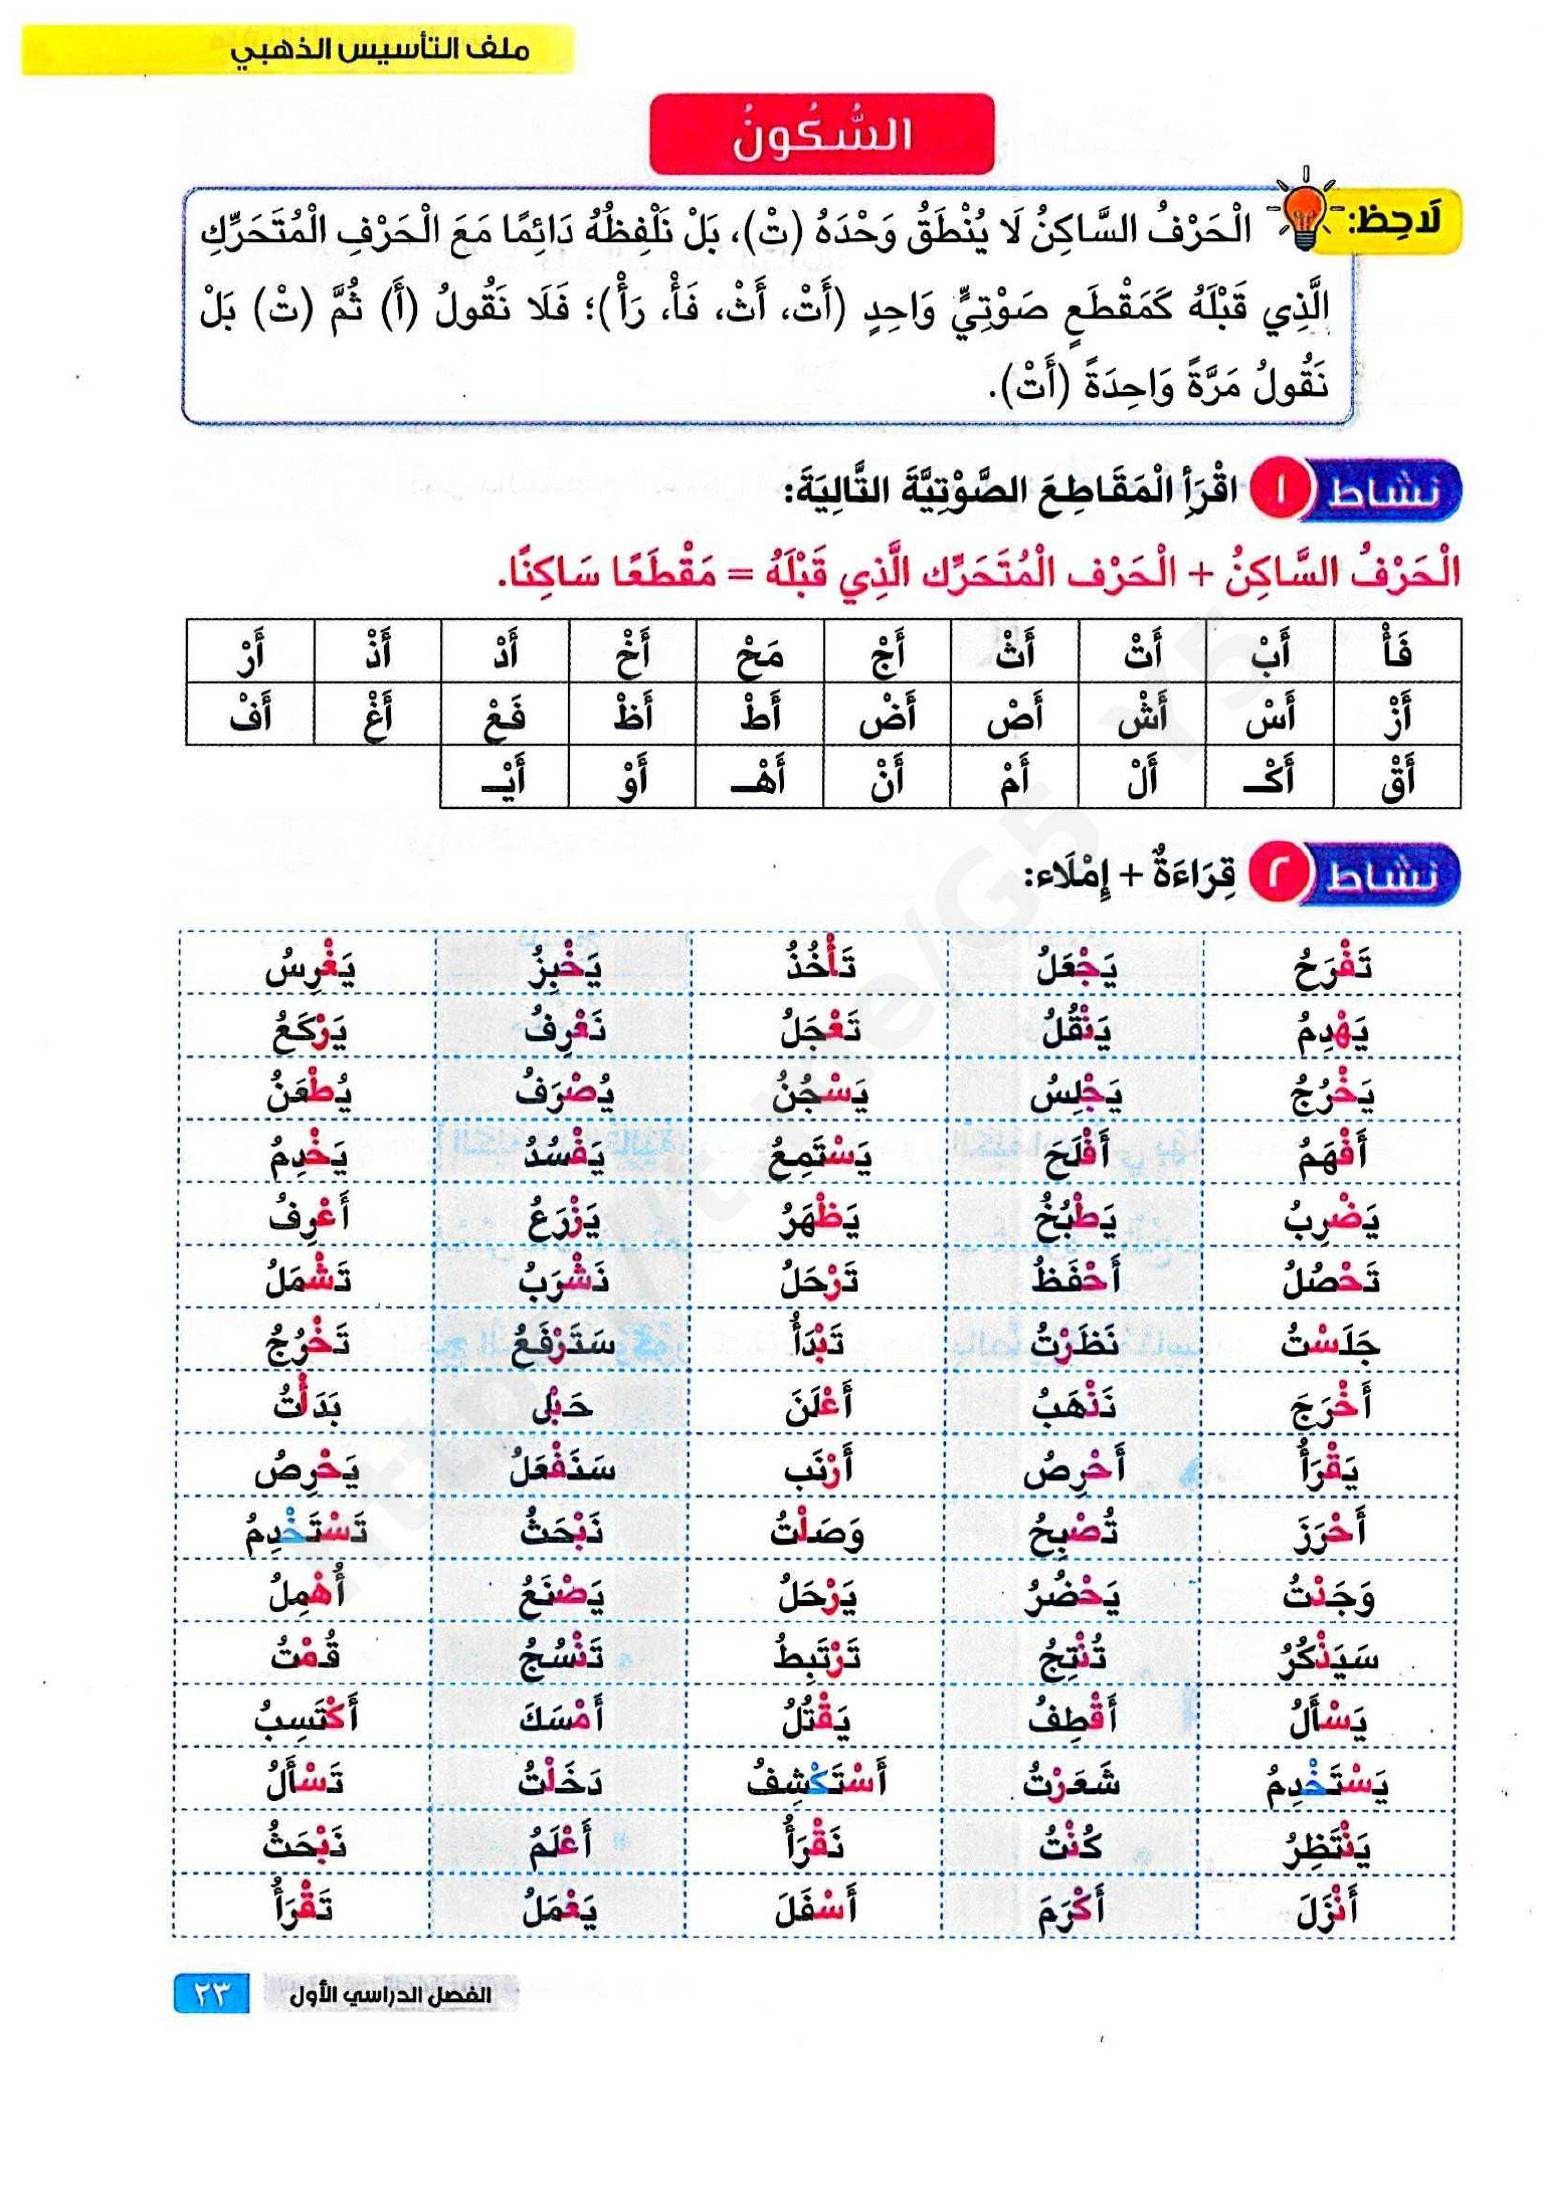 ملف التأسيس الذهبي
السُّكُونُ
لَاحِظ: الْحَرْفُ السَّاكِنُ لَا يُنْطَقُ وَحْدَهُ (تْ)، بَلْ نَلْفِظُهُ دَائِمًا مَعَ الْحَرْفِ الْمُتَحَرِّكِ
الَّذِي قَبْلَهُ كَمَقْطَعٍ صَوْتِيٍّ وَاحِدٍ (أَتْ، أَثْ، فَأْ، رَأْ)؛ فَلَا نَقُولُ (أَ) ثُمَّ (تْ) بَلْ
نَقُولُ مَرَّةً وَاحِدَةً (أَتْ).
نشاط ١ اقْرَأِ الْمَقَاطِعَ الصَّوْتِيَّةَ التَّالِيَةَ:
الْحَرْفُ السَّاكِنُ + الْحَرْف الْمُتَحَرِّك الَّذِي قَبْلَهُ = مَقْطَعًا سَاكِنًا.
فَأْ أَبْ أَتْ أَثْ أَجْ مَحْ أَخْ أَدْ أَذْ أَرْ
أَزْ أَسْ أَشْ أَصْ أَضْ أَطْ أَظْ فَعْ أَغْ أَفْ
أَقْ أَكْـ أَلْ أَمْ أَنْ أَهْـ أَوْ أَيْـ
نشاط ٢ قِرَاءَةٌ + إِمْلَاء:
تَفْرَحُ يَجْعَلُ تَأْخُذُ يَخْبِزُ يَغْرِسُ
يَهْدِمُ يَنْقُلُ تَعْجَلُ نَعْرِفُ يَرْكَعُ
يَخْرُجُ يَجْلِسُ يَسْجُنُ يُصْرَفُ يُطْعَنُ
أَفْهَمُ أَفْلَحَ يَسْتَمِعُ يَفْسُدُ يَخْدِمُ
يَضْرِبُ يَطْبُخُ يَظْهَرُ يَزْرَعُ أَعْرِفُ
تَحْصُلُ أَحْفَظُ تَرْحَلُ نَشْرَبُ تَشْمَلُ
جَلَسْتُ نَظَرْتُ تَبْدَأُ سَتَرْفَعُ تَخْرُجُ
أَخْرَجَ نَذْهَبُ أَعْلَنَ حَبْلى بَدَأْتُ
يَقْرَأُ أَحْرِصُ أَرْنَب سَنَفْعَلُ يَحْرِصُ
أَحْرَزَ تُصْبِحُ وَصَلْتُ نَبْحَثُ تَسْتَخْدِمُ
وَجَدْتُ يَحْضُرُ يَرْحَلُ يَصْنَعُ أُهْمِلُ
سَيَذْكُرُ تُنْتِجُ تَرْتَبِطُ تَنْسُجُ قُمْتُ
يَسْأَلُ أَقْطِفُ يَقْتُلُ أَمْسَكَ أَكْتَسِبُ
يَسْتَخْدِمُ شَعَرْتُ أَسْتَكْشِفُ دَخَلْتُ تَسْأَلُ
يَنْتَظِرُ كُنْتُ نَقْرَأُ أَعْلَمُ نَبْحَثُ
أَنْزَلَ أَكْرَمَ أَسْفَلَ يَعْمَلُ تَقْرَأُ
الفصل الدراسي الأول ٢٣